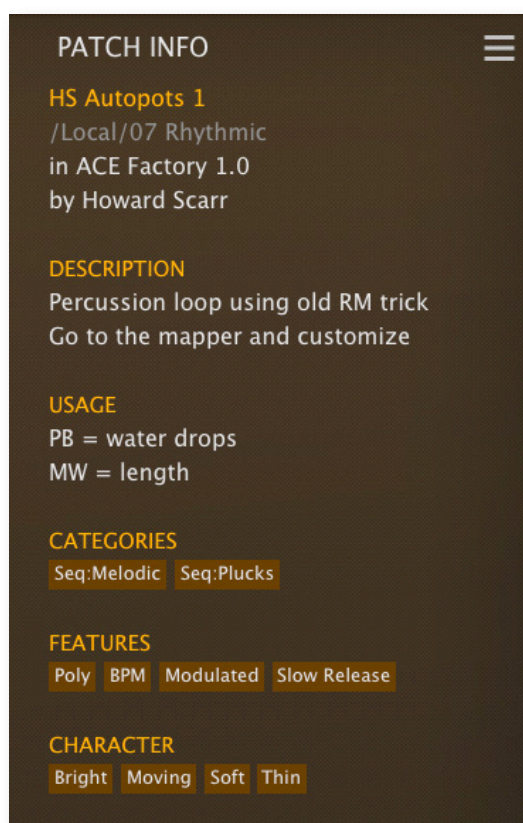 PATCH INFO
HS Autopots 1
/Local/07 Rhythmic
in ACE Factory 1.0
by Howard Scarr
DESCRIPTION
Percussion loop using old RM trick
Go to the mapper and customize
USAGE
PB = water drops
MW = length
CATEGORIES
Seq:Melodic Seq:Plucks
FEATURES
Poly BPM Modulated Slow Release
CHARACTER
Bright Moving Soft Thin